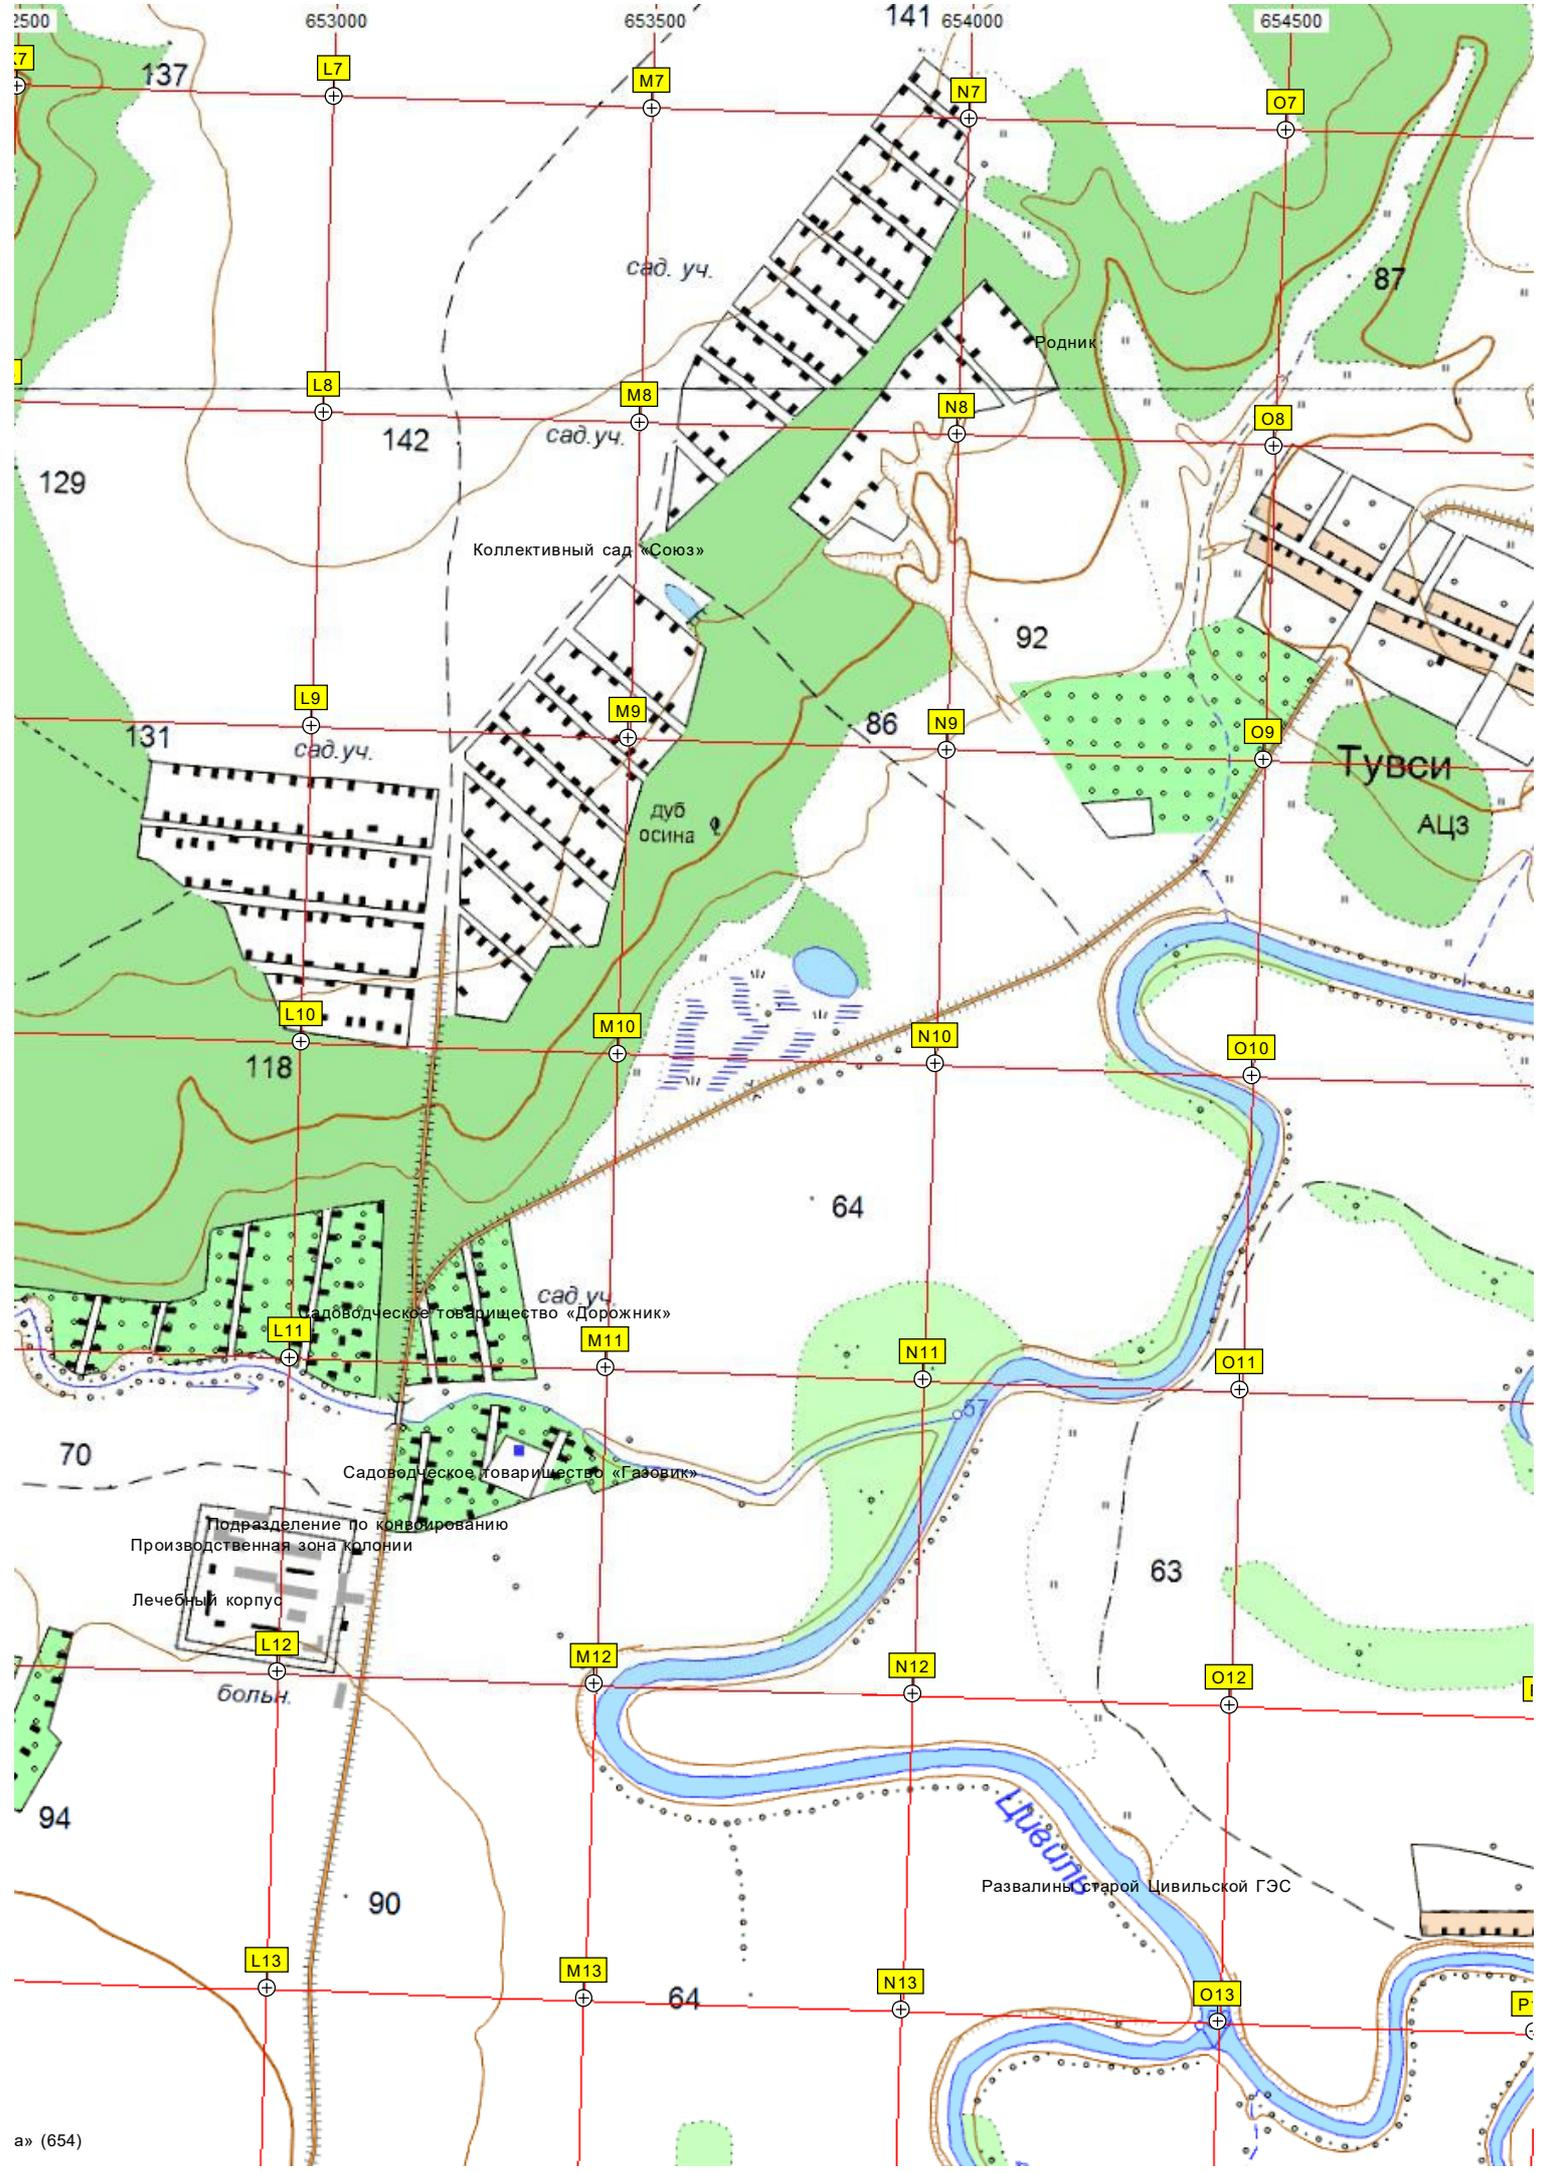 2500
653000
653500
141
654000
654500
K7
137
L7
M7
N7
O7
сад. уч.
87
Родник
L8
M8
N8
O8
142
сад.уч.
129
Коллективный сад «Союз»
92
L9
M9
N9
O9
131
сад.уч.
86
Тувси
дуб
осина
АЦЗ
L10
M10
N10
O10
118
64
сад.уч.
Садоводческое товарищество «Дорожник»
L11
M11
N11
O11
57
70
Садоводческое товарищество «Газовик»
Подразделение по конвоированию
Производственная зона колонии
63
Лечебный корпус
L12
M12
N12
O12
больн.
94
Цивиль
Развалины старой Цивильской ГЭС
90
L13
M13
64
N13
O13
а» (654)